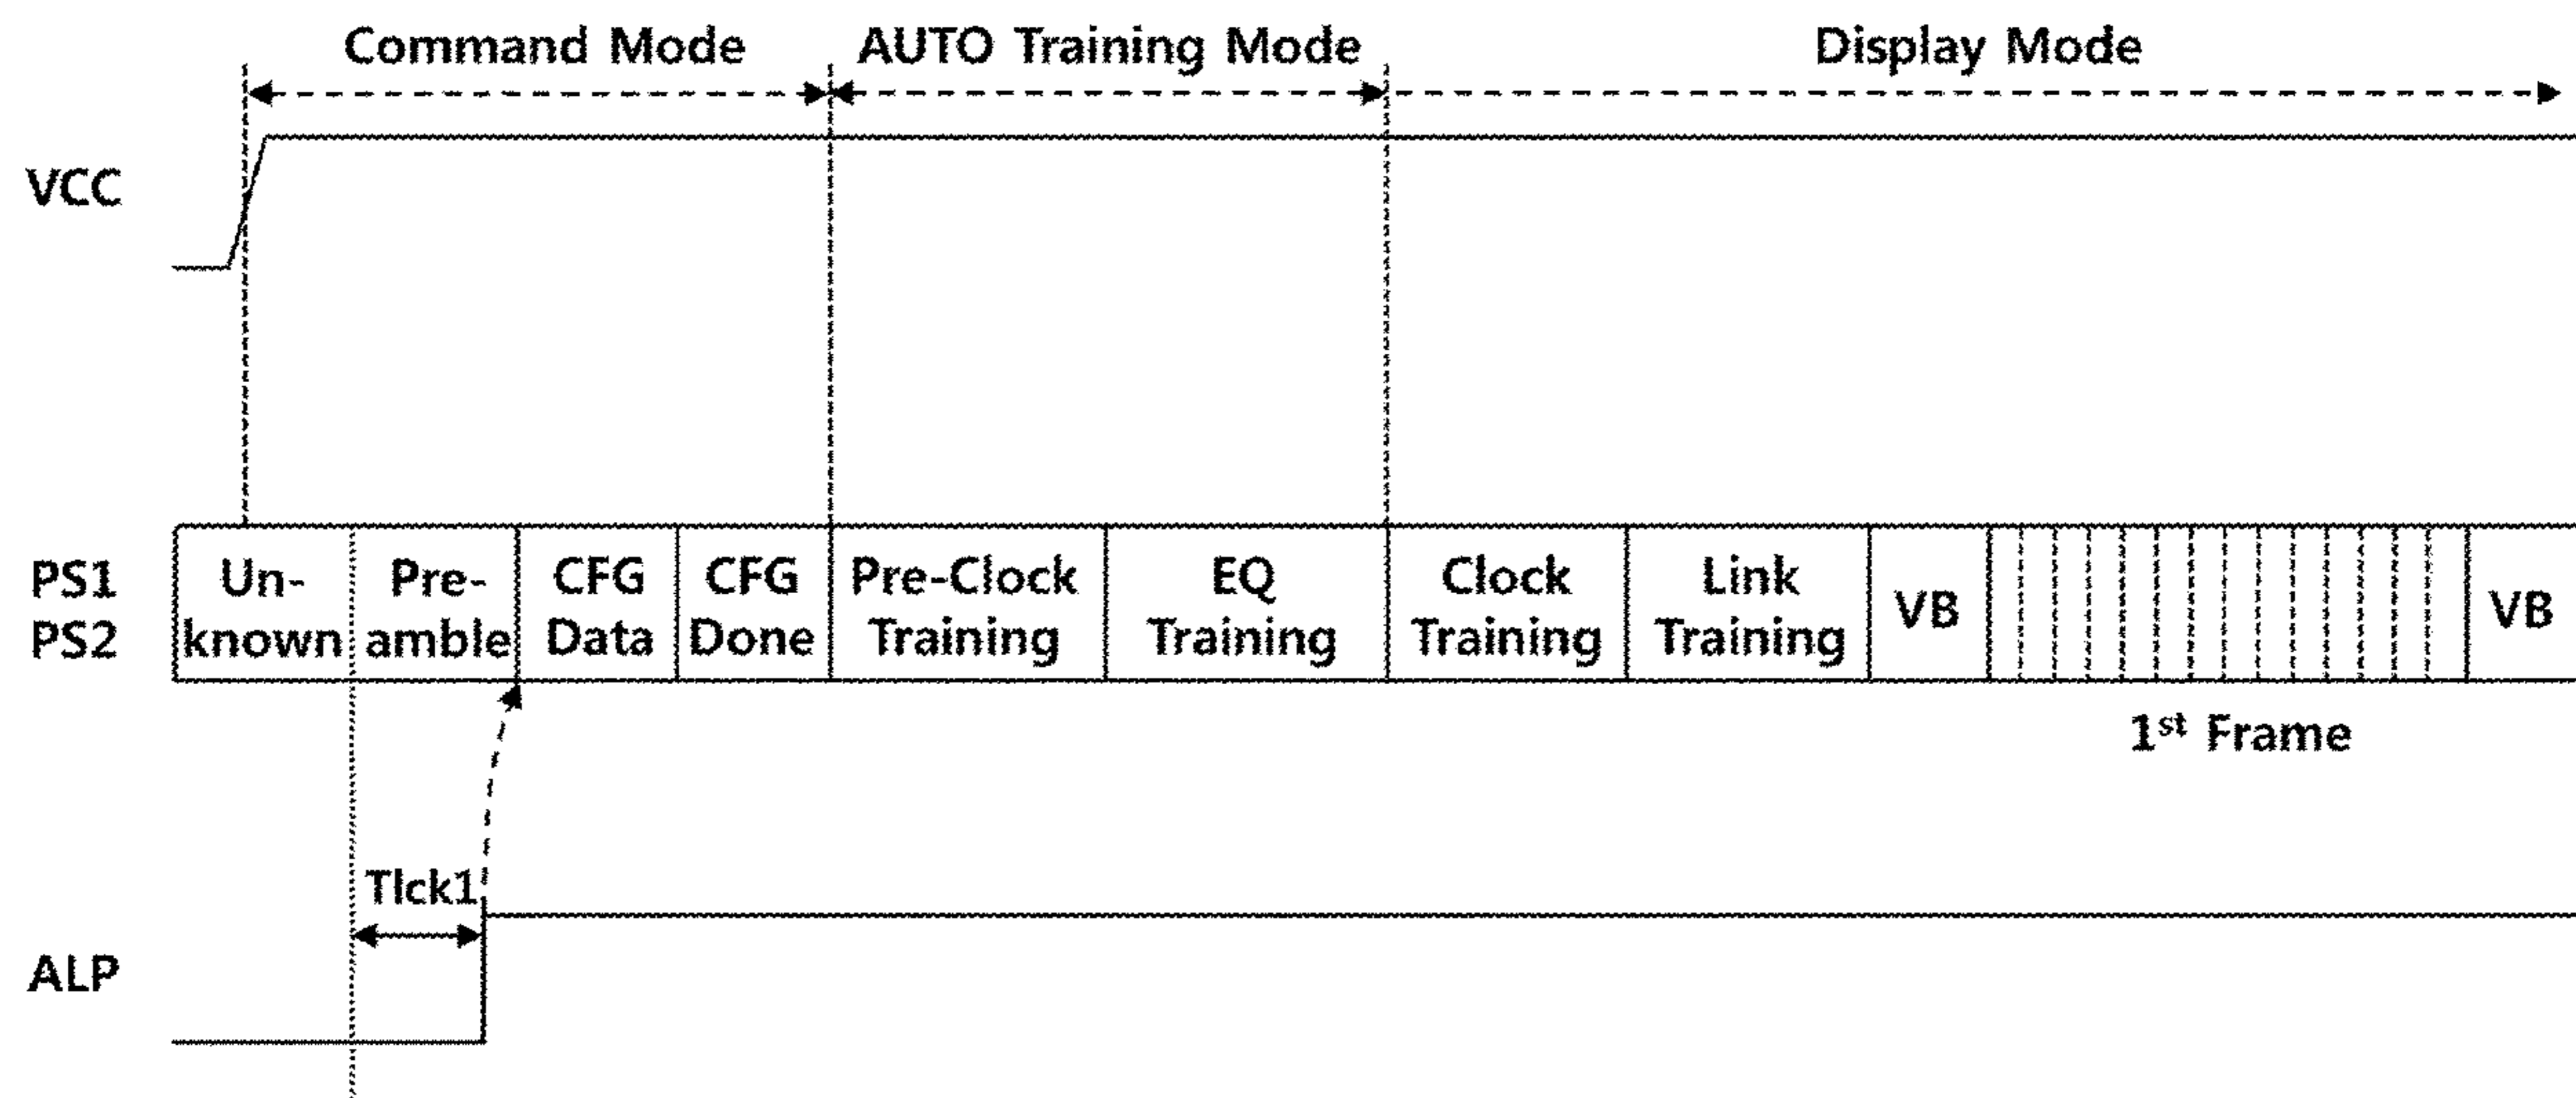 Command Mode
AUTO Training Mode
Display Mode
VCC
PS1
PS2
Un-
known
Pre-
amble
CFG
Data
CFG
Done
Pre-Clock
Training
EQ
Training
Clock
Training
Link
Training
VB
VB
1st Frame
Tlck1
ALP